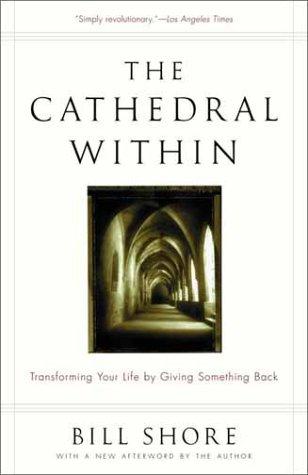 "Simply revolutionary."—Los Angeles Times
THE
CATHEDRAL
WITHIN
Transforming Your Life by Giving Something Back
BILL SHORE
WITH A NEW AFTERWORD BY THE AUTHOR